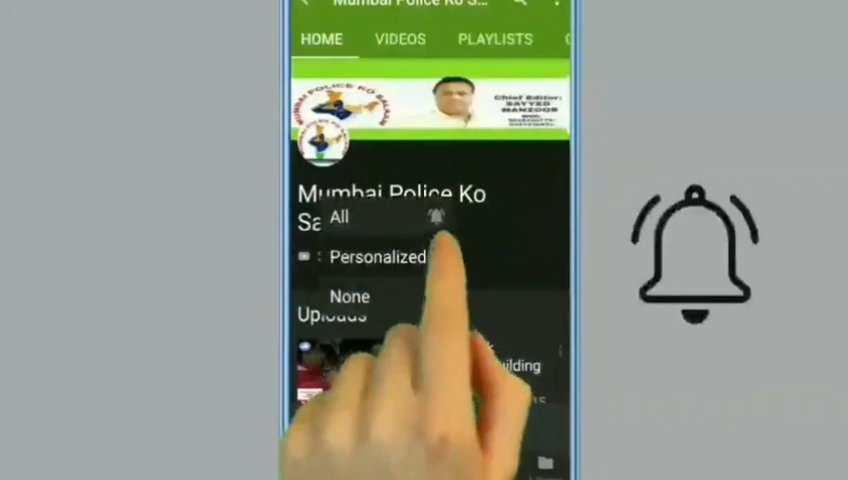 Mumbai Police Ko S...
HOME VIDEOS PLAYLISTS
MUMBAI POLICE KO SALAAM
Chief Editor:
SAYYED
MANZOOR
Mumbai Police Ko
Sa
All
Personalized
None
Uploads
uilding